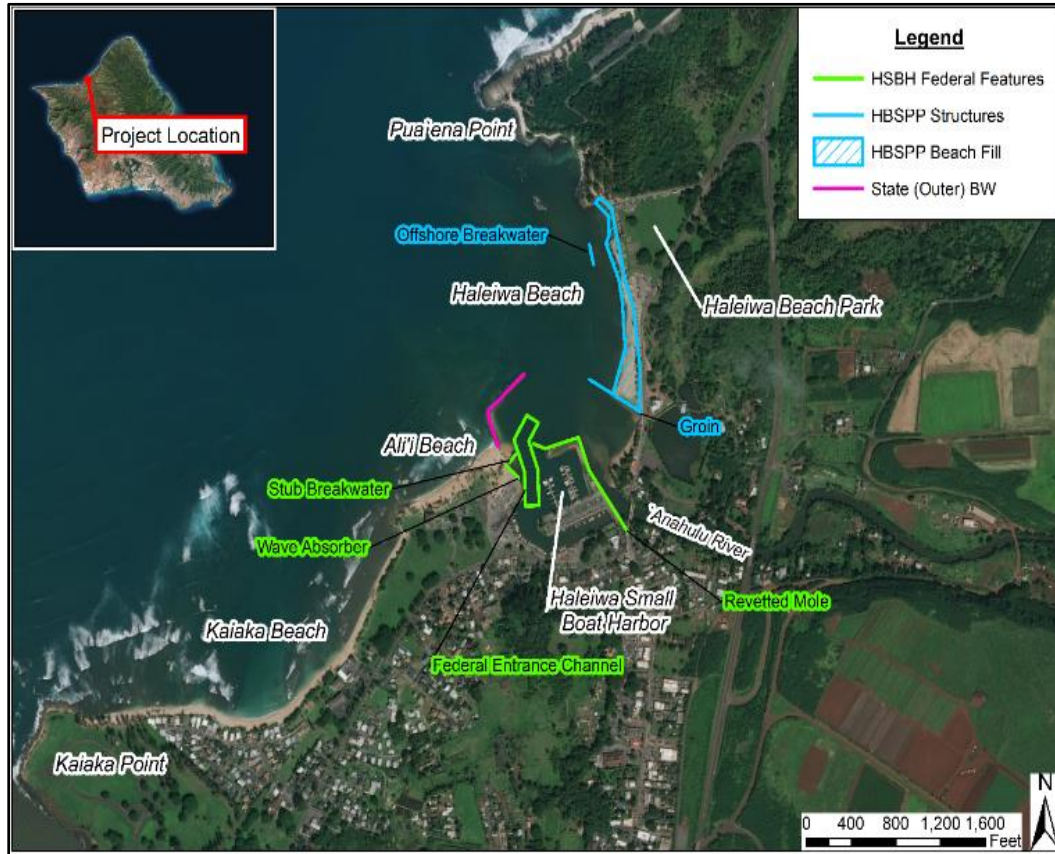 Project Location
Legend
HSBH Federal Features
HBSPP Structures
HBSPP Beach Fill
State (Outer) BW
Pua`ena Point
Offshore Breakwater
Haleiwa Beach
Haleiwa Beach Park
Groin
Ali'i Beach
Stub Breakwater
Wave Absorber
`Anahulu River
Haleiwa Small
Boat Harbor
Revetted Mole
Kaiaka Beach
Federal Entrance Channel
Kaiaka Point
N
0 400 800 1,200 1,600
Feet